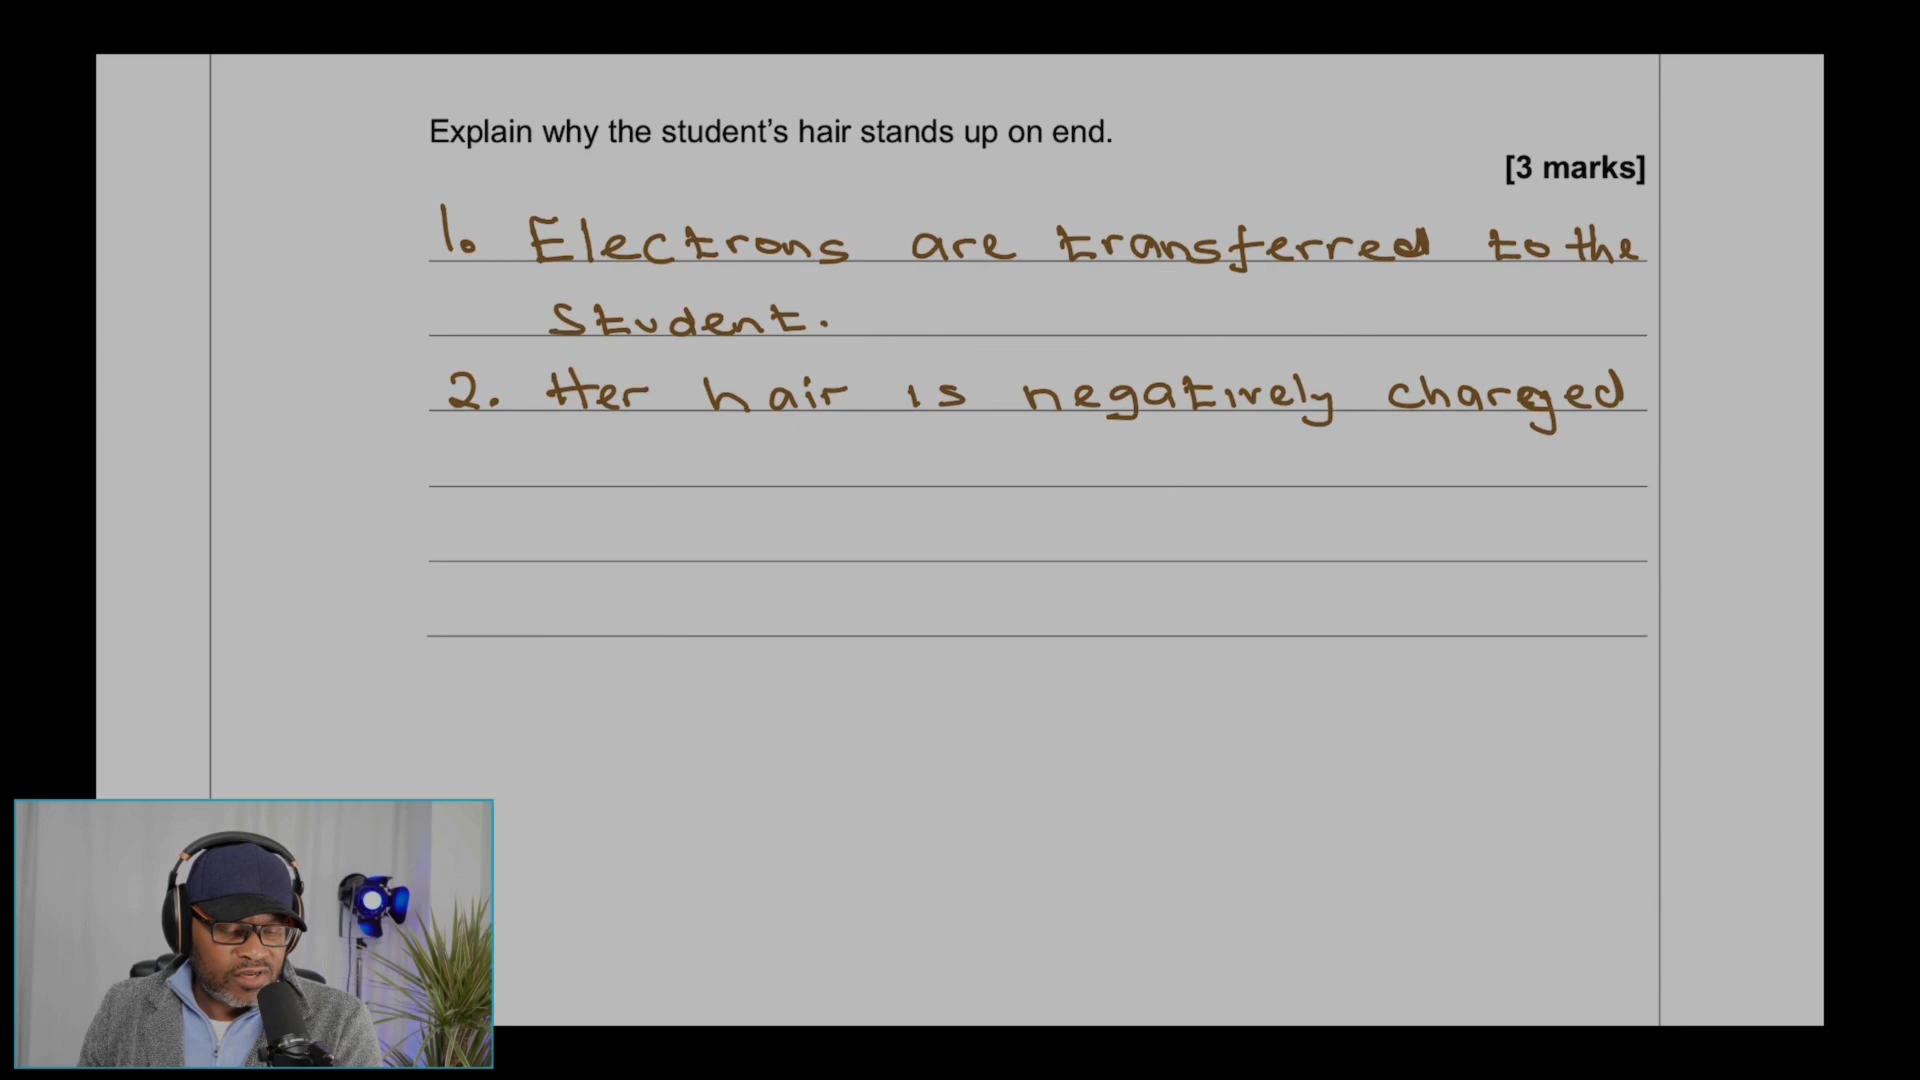 Explain why the student's hair stands up on end.
[3 marks]
1. Electrons are transferred to the
student.
2. Her hair is negatively charged